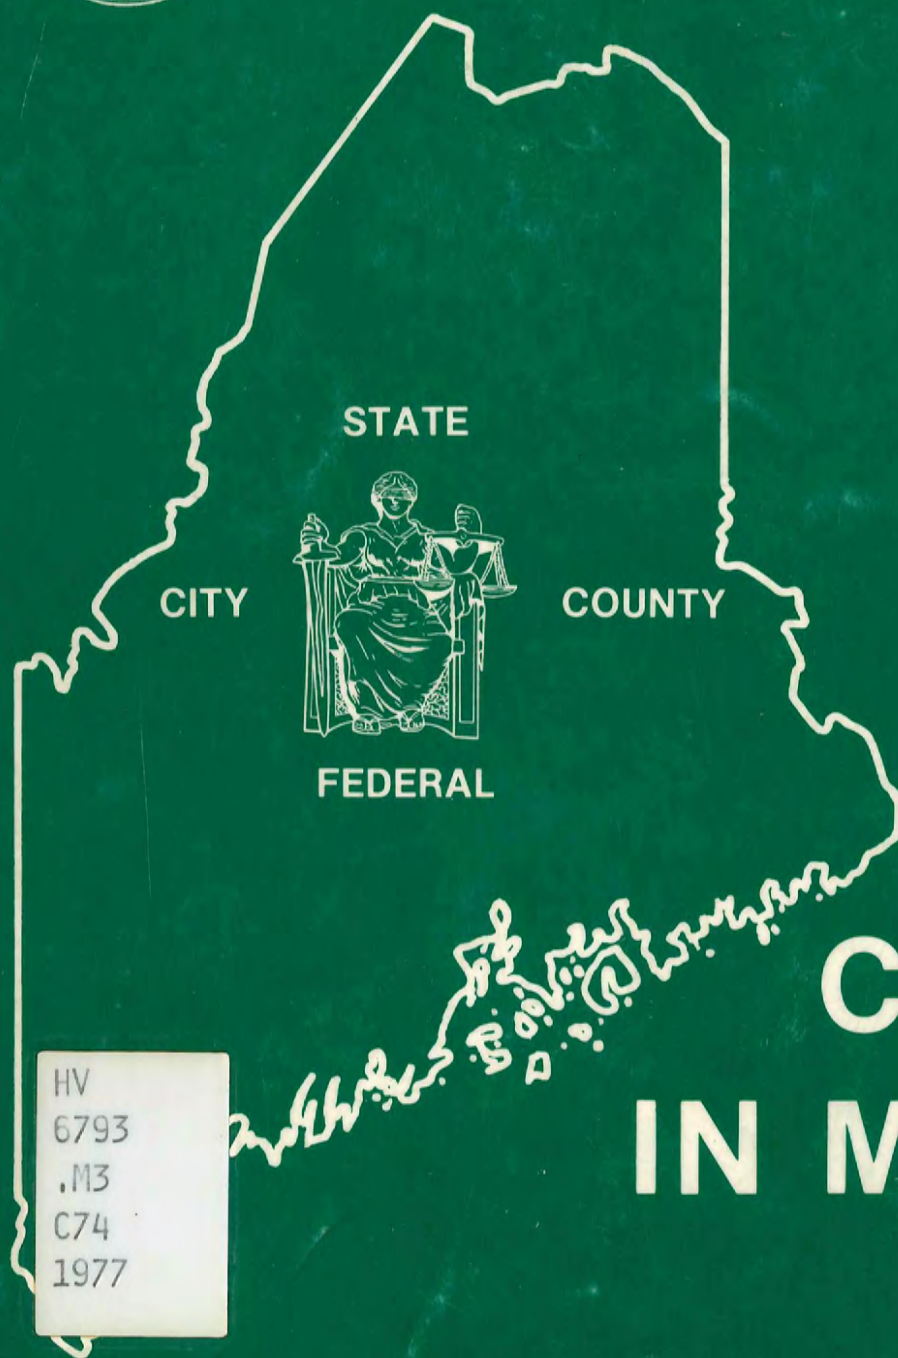 STATE
CITY
COUNTY
FEDERAL
C
IN M
HV
6793
.M3
C74
1977